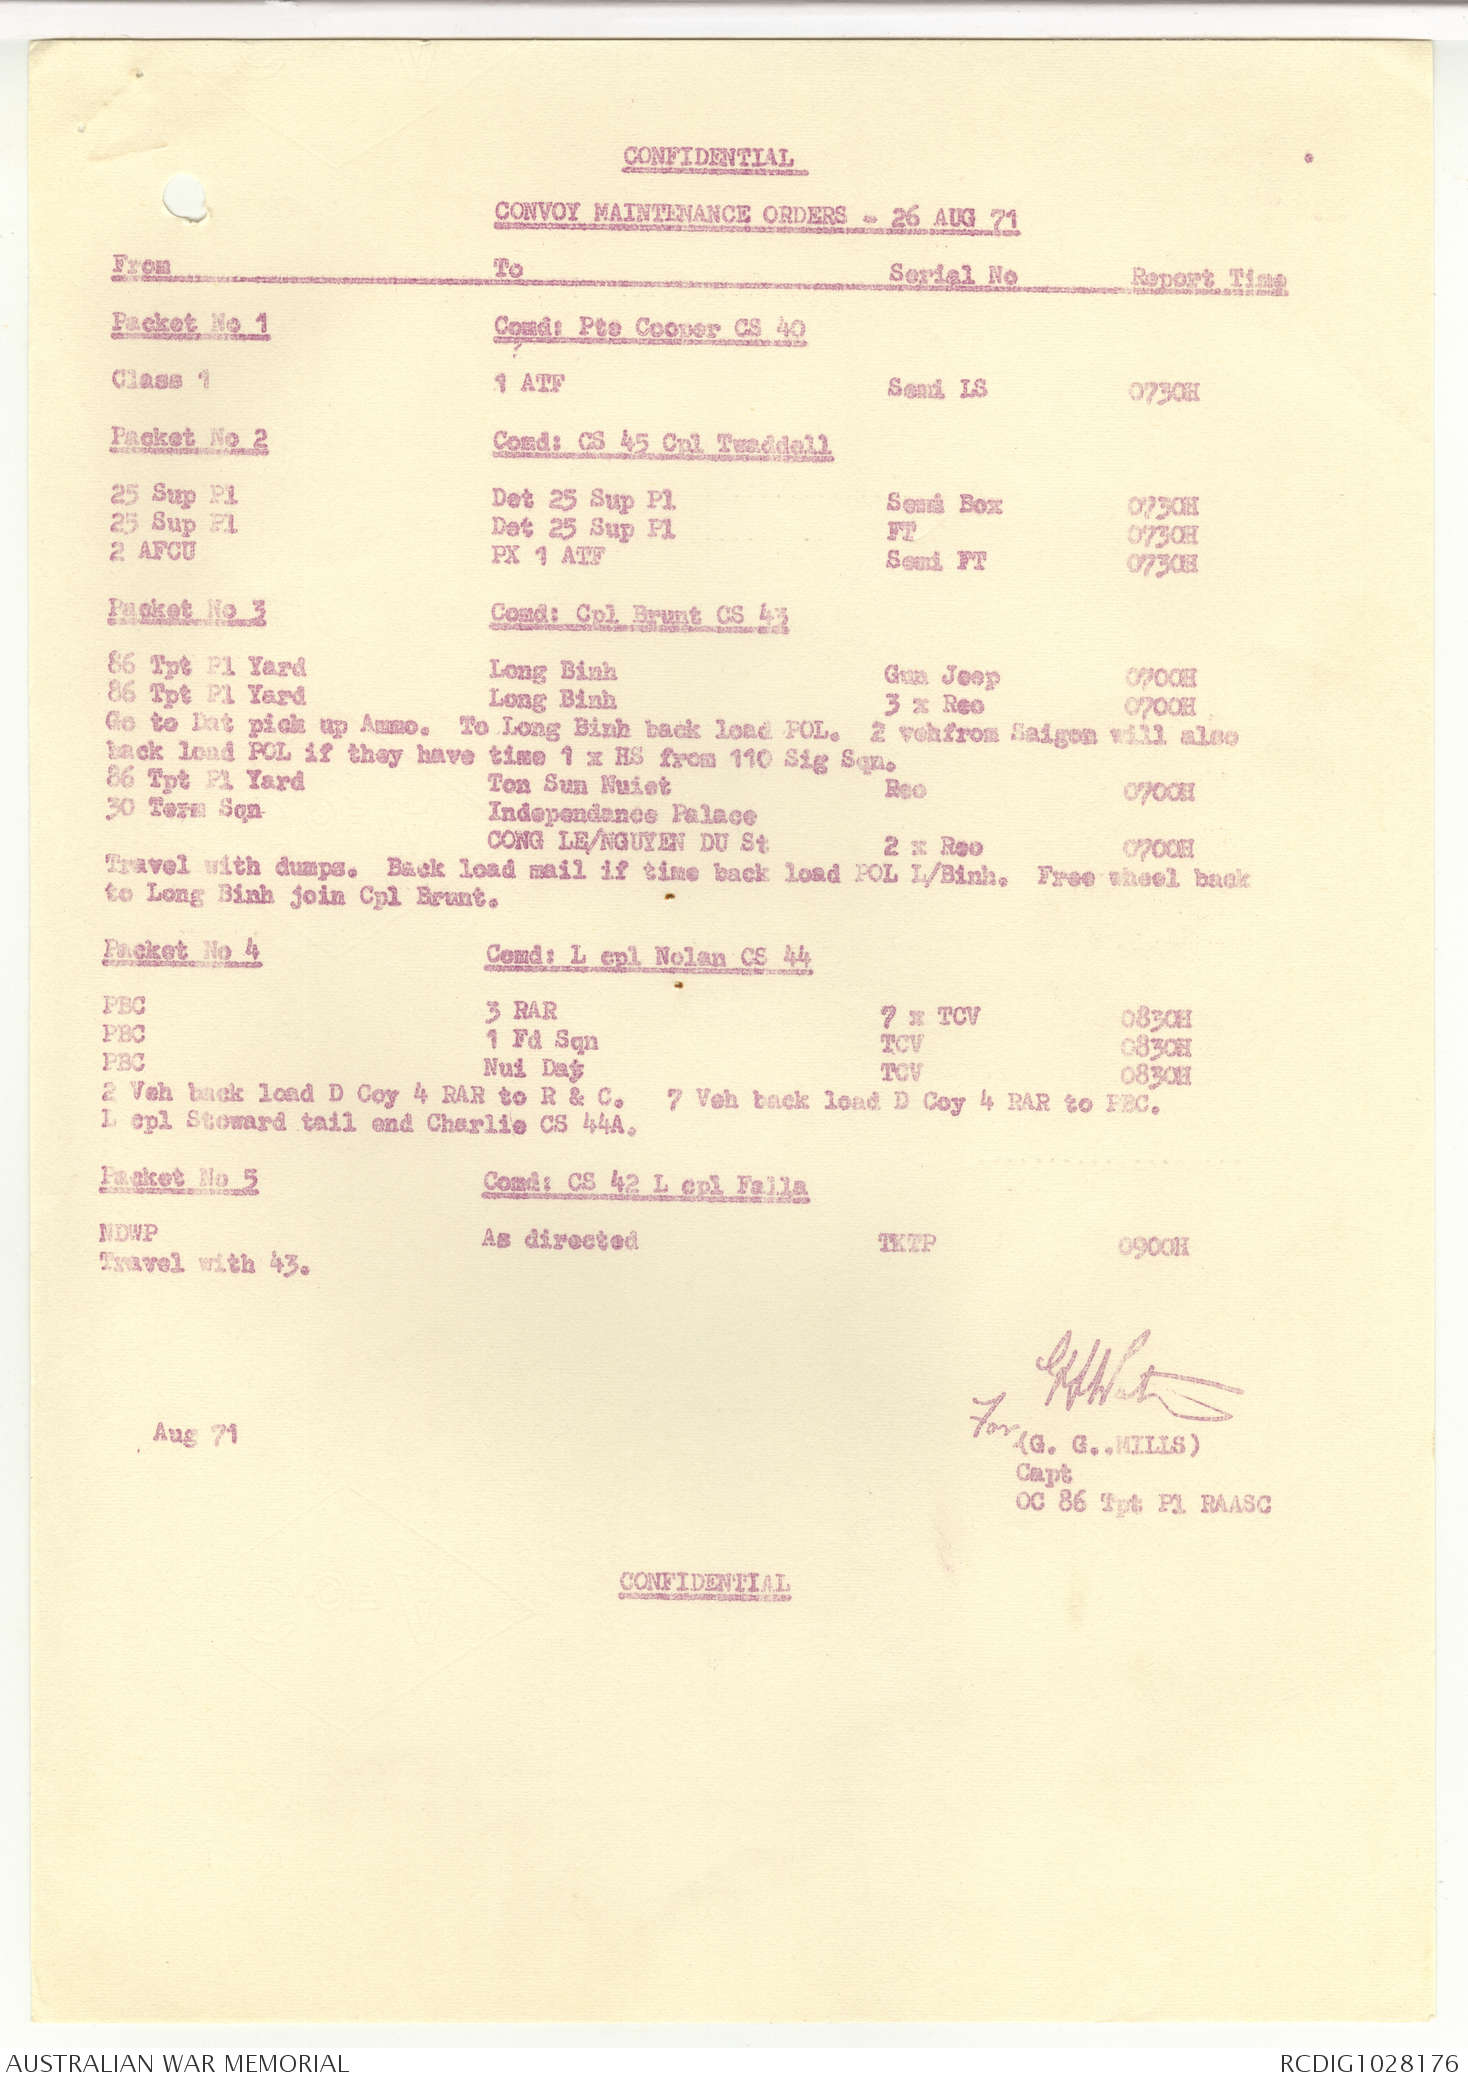 CONFIDENTIAL
CONVOY MAINTENANCE ORDERS - 26 AUG 71
From To Serial No Report Time
Packet No 1 Comd: Pte Cooper CS 40
Class 1 1 ATF Semi LS 0730H
Packet No 2 Comd: CS 45 Cpl Twaddell
25 Sup Pl Det 25 Sup Pl Semi Box 0730H
25 Sup Pl Det 25 Sup Pl FT 0730H
2 AFCU PX 1 ATF Semi FT 0730H
Packet No 3 Comd: Cpl Brunt CS 43
86 Tpt Pl Yard Long Binh Gun Jeep 0700H
86 Tpt Pl Yard Long Binh 3 x Reo 0700H
Go to Dat pick up Ammo. To Long Binh back load POL. 2 vehfrom Saigon will also
back load POL if they have time 1 x HS from 110 Sig Sqn.
86 Tpt Pl Yard Ton Sun Nuiet Reo 0700H
30 Term Sqn Independance Palace
CONG LE/NGUYEN DU St 2 x Reo 0700H
Travel with dumps. Back load mail if time back load POL L/Binh. Free wheel back
to Long Binh join Cpl Brunt.
Packet No 4 Comd: L cpl Nolan CS 44
PBC 3 RAR 7 x TCV 0830H
PBC 1 Fd Sqn TCV 0830H
PBC Nui Dat TCV 0830H
2 Veh back load D Coy 4 RAR to R & C. 7 Veh back load D Coy 4 RAR to PBC.
L cpl Steward tail end Charlie CS 44A.
Packet No 5 Comd: CS 42 L cpl Falla
NDWP As directed TKTP 0900H
Travel with 43.
Aug 71
For (G. G. MILLS)
Capt
OC 86 Tpt Pl RAASC
CONFIDENTIAL
AUSTRALIAN WAR MEMORIAL RCDIG1028176